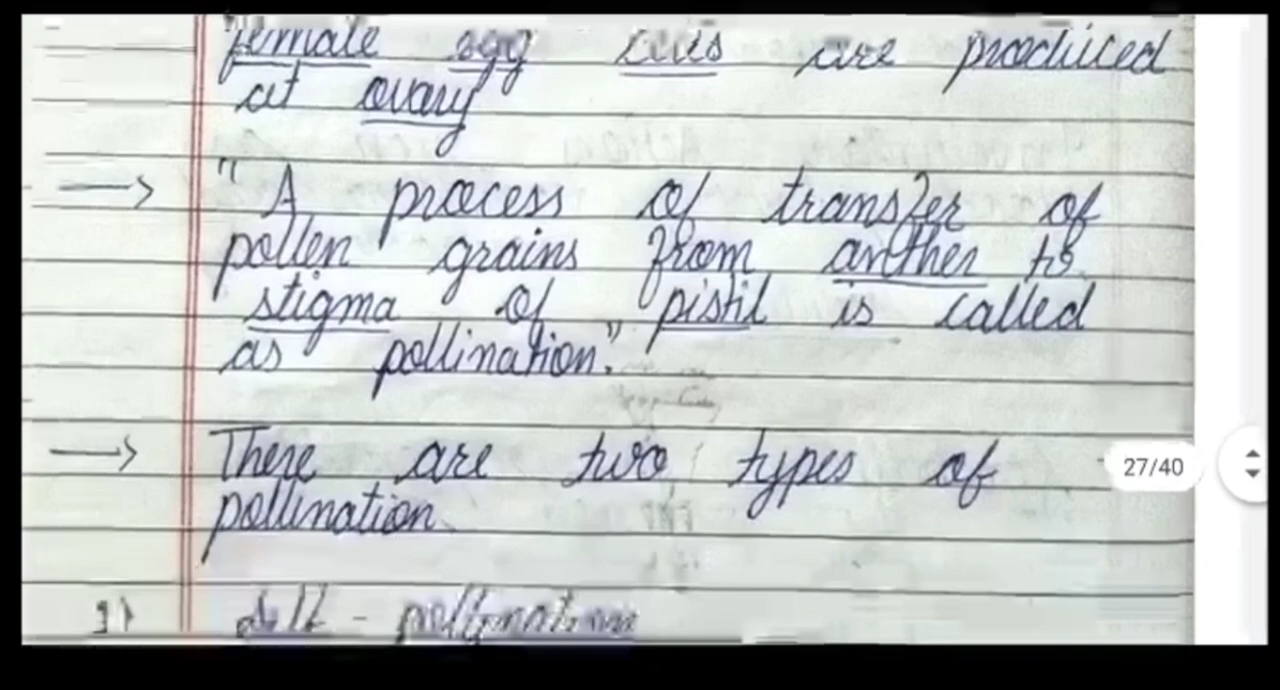 female egg cells are produced
at ovary
→ "A process of transfer of
pollen grains from anther to
stigma of pistil is called
as pollination."
→ There are two types of
pollination
27/40
1) self - pollination